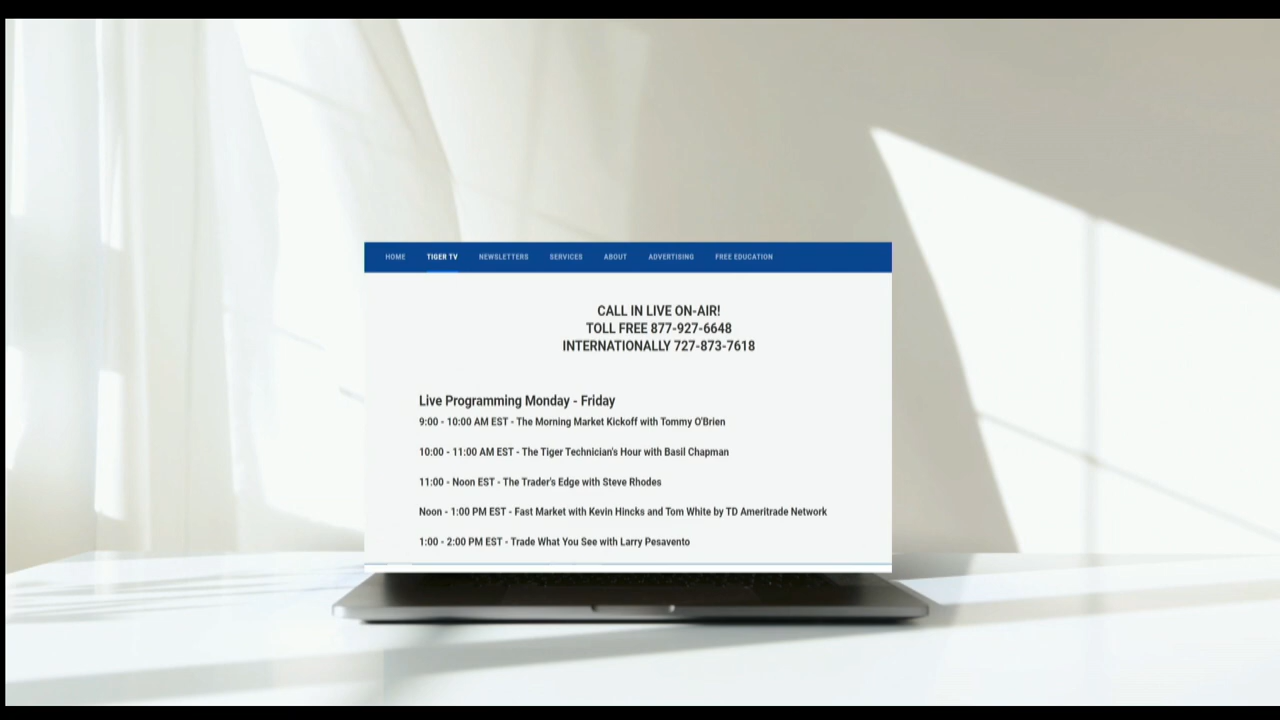 HOME TIGER TV NEWSLETTERS SERVICES ABOUT ADVERTISING FREE EDUCATION
CALL IN LIVE ON-AIR!
TOLL FREE 877-927-6648
INTERNATIONALLY 727-873-7618
Live Programming Monday - Friday
9:00 - 10:00 AM EST - The Morning Market Kickoff with Tommy O'Brien
10:00 - 11:00 AM EST - The Tiger Technician's Hour with Basil Chapman
11:00 - Noon EST - The Trader's Edge with Steve Rhodes
Noon - 1:00 PM EST - Fast Market with Kevin Hincks and Tom White by TD Ameritrade Network
1:00 - 2:00 PM EST - Trade What You See with Larry Pesavento